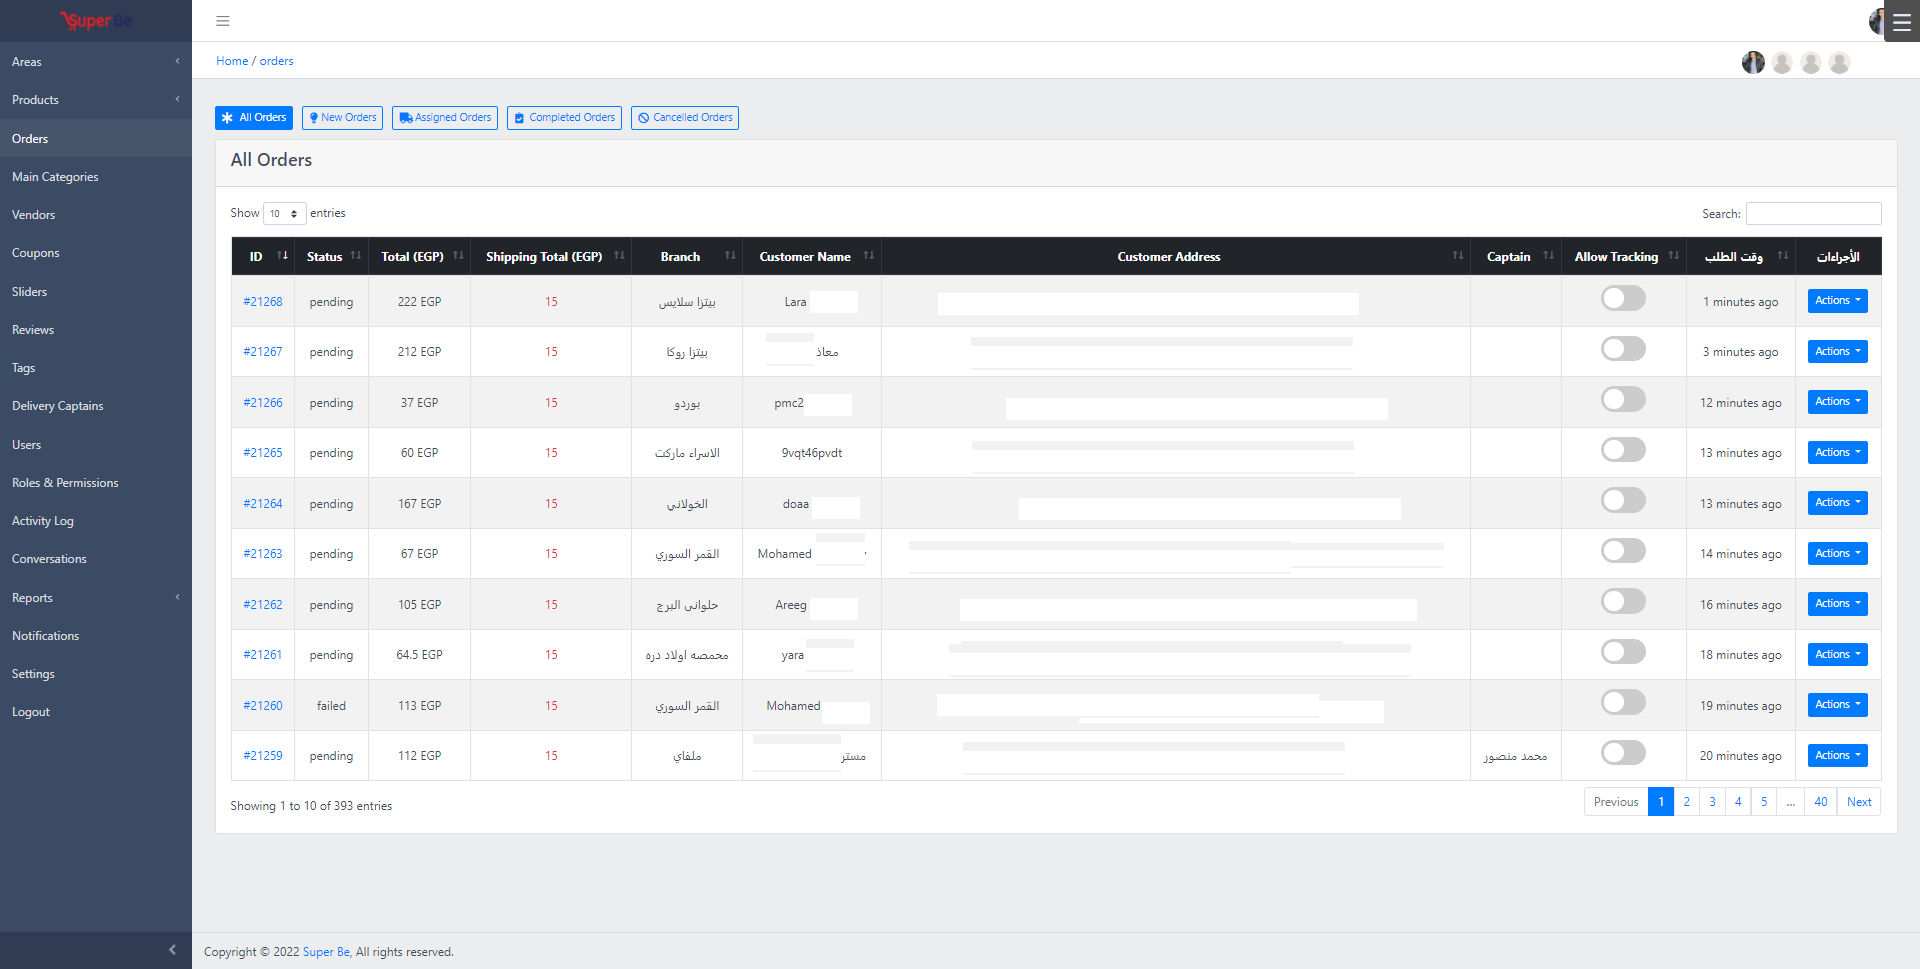 Super Be
Home / orders
Areas
Products
Orders
Main Categories
Vendors
Coupons
Sliders
Reviews
Tags
Delivery Captains
Users
Roles & Permissions
Activity Log
Conversations
Reports
Notifications
Settings
Logout
All Orders New Orders Assigned Orders Completed Orders Cancelled Orders
All Orders
Show 10 entries Search:
ID Status Total (EGP) Shipping Total (EGP) Branch Customer Name Customer Address Captain Allow Tracking وقت الطلب الأجراءات
#21268 pending 222 EGP 15 بيتزا سلايس Lara 1 minutes ago Actions
#21267 pending 212 EGP 15 بيتزا روكا معاذ 3 minutes ago Actions
#21266 pending 37 EGP 15 بوردو pmc2 12 minutes ago Actions
#21265 pending 60 EGP 15 الاسراء ماركت 9vqt46pvdt 13 minutes ago Actions
#21264 pending 167 EGP 15 الخولاني doaa 13 minutes ago Actions
#21263 pending 67 EGP 15 القمر السوري Mohamed 14 minutes ago Actions
#21262 pending 105 EGP 15 حلوانى البرج Areeg 16 minutes ago Actions
#21261 pending 64.5 EGP 15 محمصه اولاد دره yara 18 minutes ago Actions
#21260 failed 113 EGP 15 القمر السوري Mohamed 19 minutes ago Actions
#21259 pending 112 EGP 15 ملفاي مستر محمد منصور 20 minutes ago Actions
Showing 1 to 10 of 393 entries Previous 1 2 3 4 5 ... 40 Next
Copyright © 2022 Super Be, All rights reserved.